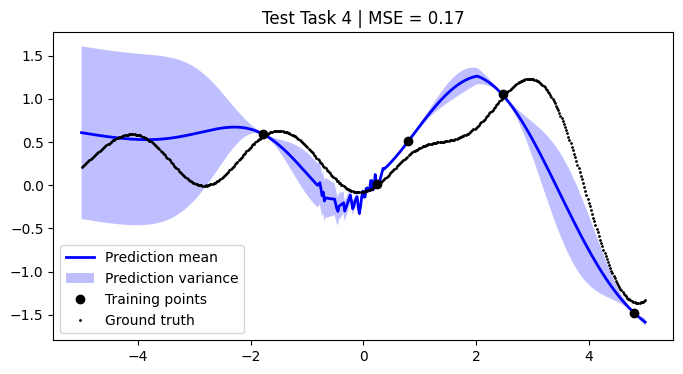 Test Task 4 | MSE = 0.17
1.5
1.0
0.5
0.0
−0.5
−1.0
−1.5
Prediction mean
Prediction variance
Training points
Ground truth
−4
−2
0
2
4